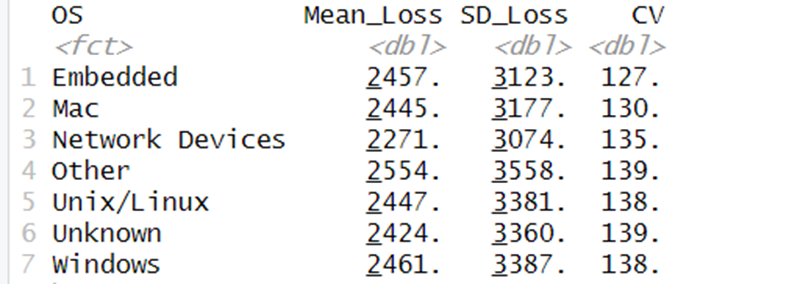 OS Mean_Loss SD_Loss CV
<fct> <dbl> <dbl> <dbl>
1 Embedded 2457. 3123. 127.
2 Mac 2445. 3177. 130.
3 Network Devices 2271. 3074. 135.
4 Other 2554. 3558. 139.
5 Unix/Linux 2447. 3381. 138.
6 Unknown 2424. 3360. 139.
7 Windows 2461. 3387. 138.